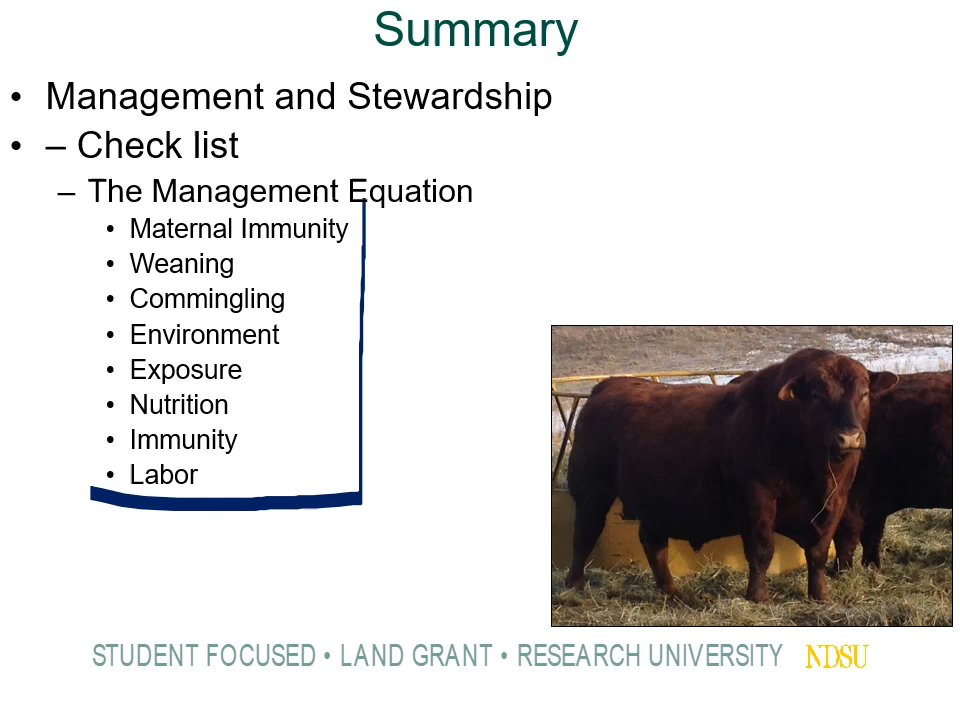 Summary
• Management and Stewardship
• – Check list
– The Management Equation
• Maternal Immunity
• Weaning
• Commingling
• Environment
• Exposure
• Nutrition
• Immunity
• Labor
STUDENT FOCUSED • LAND GRANT • RESEARCH UNIVERSITY NDSU